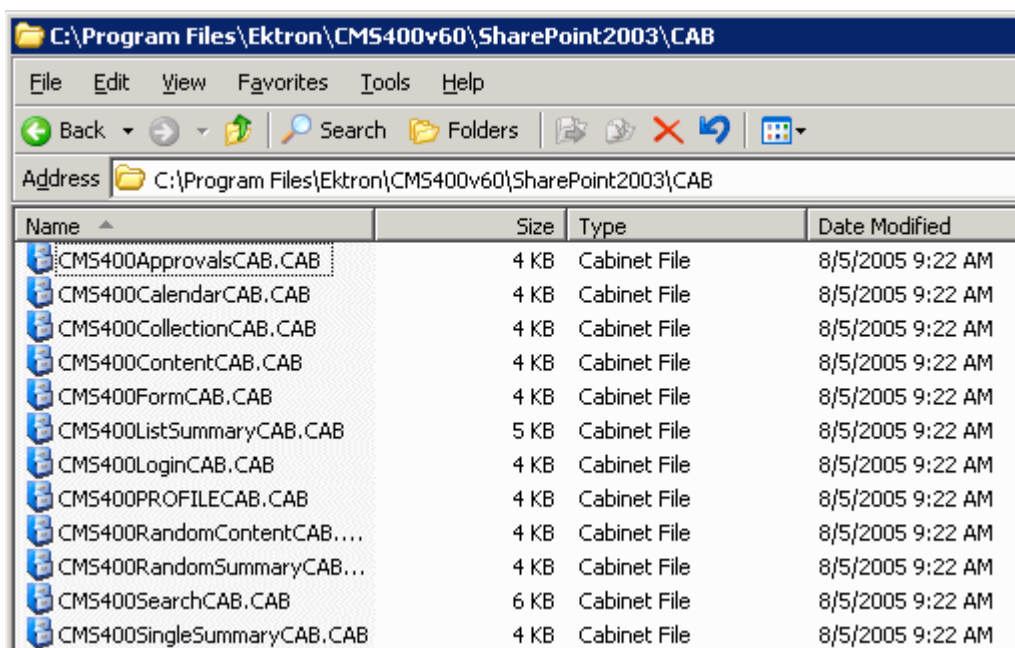 C:\Program Files\Ektron\CMS400v60\SharePoint2003\CAB
File Edit View Favorites Tools Help
Back Search Folders
Address C:\Program Files\Ektron\CMS400v60\SharePoint2003\CAB
Name Size Type Date Modified
CMS400ApprovalsCAB.CAB 4 KB Cabinet File 8/5/2005 9:22 AM
CMS400CalendarCAB.CAB 4 KB Cabinet File 8/5/2005 9:22 AM
CMS400CollectionCAB.CAB 4 KB Cabinet File 8/5/2005 9:22 AM
CMS400ContentCAB.CAB 4 KB Cabinet File 8/5/2005 9:22 AM
CMS400FormCAB.CAB 4 KB Cabinet File 8/5/2005 9:22 AM
CMS400ListSummaryCAB.CAB 5 KB Cabinet File 8/5/2005 9:22 AM
CMS400LoginCAB.CAB 4 KB Cabinet File 8/5/2005 9:22 AM
CMS400PROFILECAB.CAB 4 KB Cabinet File 8/5/2005 9:22 AM
CMS400RandomContentCAB.... 4 KB Cabinet File 8/5/2005 9:22 AM
CMS400RandomSummaryCAB... 4 KB Cabinet File 8/5/2005 9:22 AM
CMS400SearchCAB.CAB 6 KB Cabinet File 8/5/2005 9:22 AM
CMS400SingleSummaryCAB.CAB 4 KB Cabinet File 8/5/2005 9:22 AM